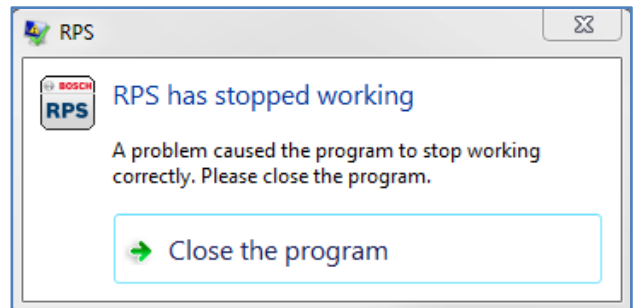 RPS
BOSCH
RPS
RPS has stopped working
A problem caused the program to stop working
correctly. Please close the program.
Close the program